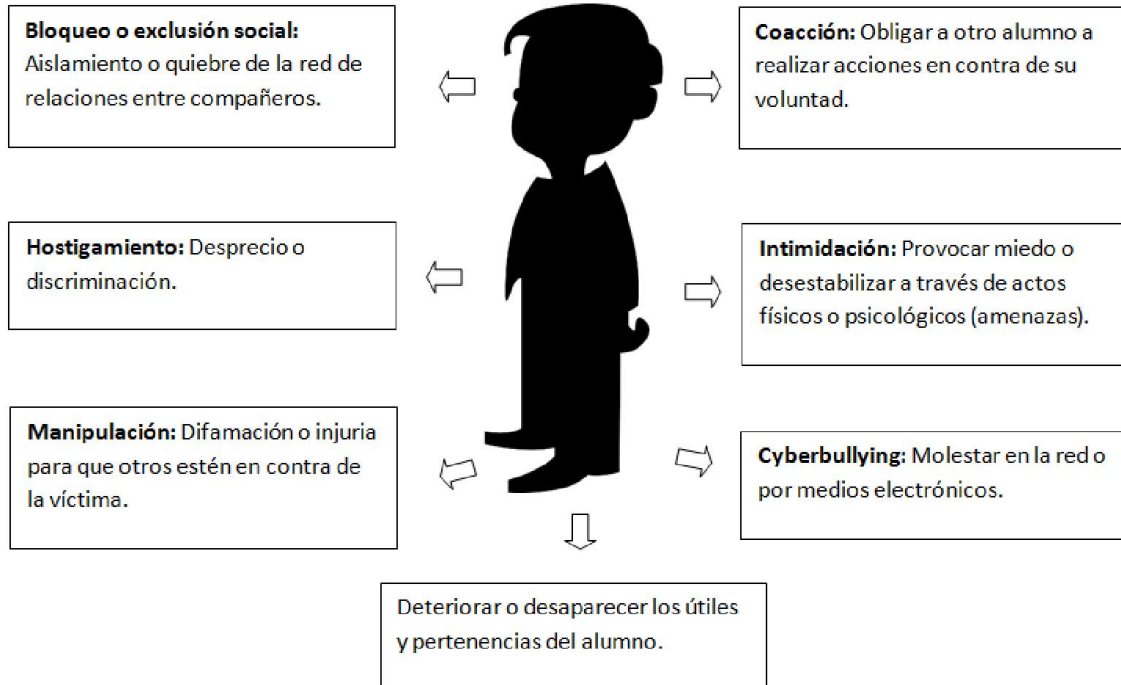 Bloqueo o exclusión social:
Aislamiento o quiebre de la red de
relaciones entre compañeros.
Coacción: Obligar a otro alumno a
realizar acciones en contra de su
voluntad.
Hostigamiento: Desprecio o
discriminación.
Intimidación: Provocar miedo o
desestabilizar a través de actos
físicos o psicológicos (amenazas).
Manipulación: Difamación o injuria
para que otros estén en contra de
la víctima.
Cyberbullying: Molestar en la red o
por medios electrónicos.
Deteriorar o desaparecer los útiles
y pertenencias del alumno.